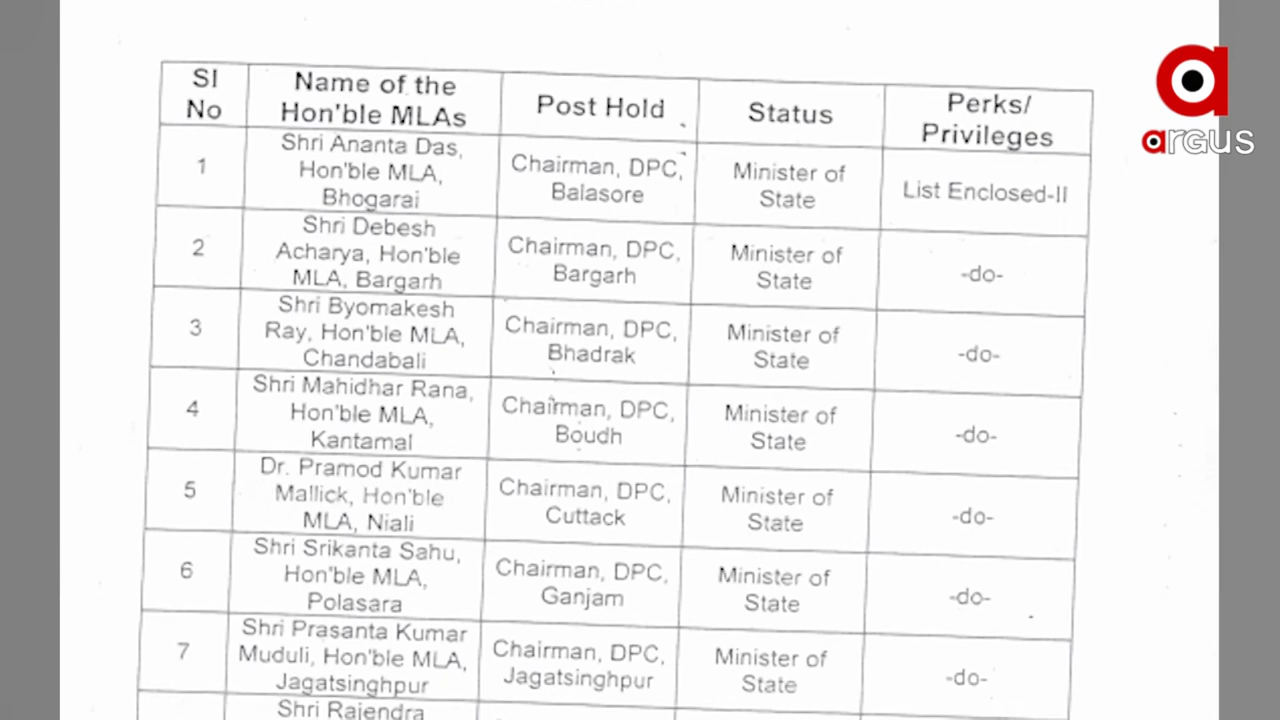 SI No
Name of the Hon'ble MLAs
Post Hold
Status
Perks/ Privileges
1
Shri Ananta Das,
Hon'ble MLA,
Bhogarai
Chairman, DPC,
Balasore
Minister of
State
List Enclosed-II
2
Shri Debesh
Acharya, Hon'ble
MLA, Bargarh
Chairman, DPC,
Bargarh
Minister of
State
-do-
3
Shri Byomakesh
Ray, Hon'ble MLA,
Chandabali
Chairman, DPC,
Bhadrak
Minister of
State
-do-
4
Shri Mahidhar Rana,
Hon'ble MLA,
Kantamal
Chairman, DPC,
Boudh
Minister of
State
-do-
5
Dr. Pramod Kumar
Mallick, Hon'ble
MLA, Niali
Chairman, DPC,
Cuttack
Minister of
State
-do-
6
Shri Srikanta Sahu,
Hon'ble MLA,
Polasara
Chairman, DPC,
Ganjam
Minister of
State
-do-
7
Shri Prasanta Kumar
Muduli, Hon'ble MLA,
Jagatsinghpur
Chairman, DPC,
Jagatsinghpur
Minister of
State
-do-
Shri Rajendra
argus